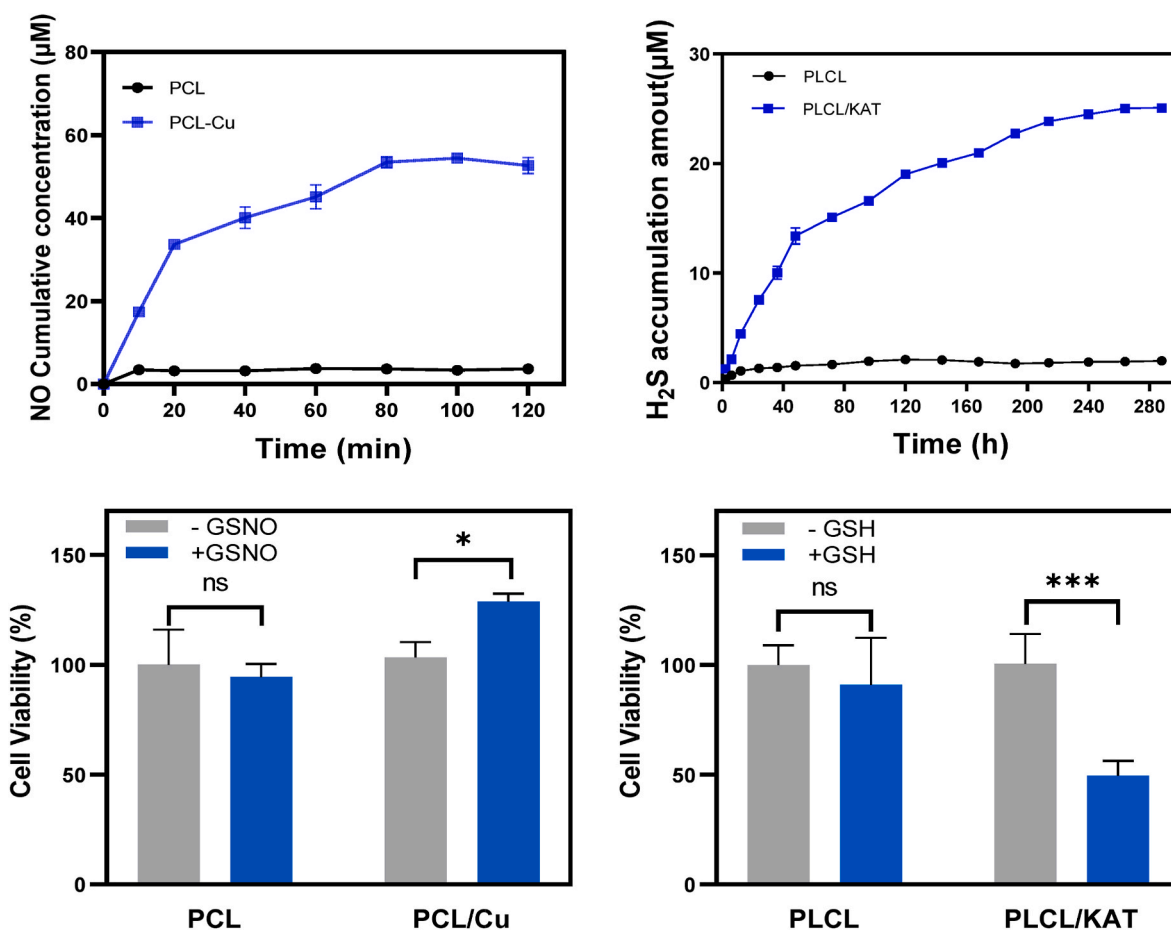 NO Cumulative concentration (µM)
80
60
40
20
0
PCL
PCL-Cu
0 20 40 60 80 100 120
Time (min)
H2S accumulation amout(µM)
30
20
10
0
PLCL
PLCL/KAT
0 40 80 120 160 200 240 280
Time (h)
Cell Viability (%)
150
100
50
0
- GSNO
+GSNO
ns
*
PCL PCL/Cu
Cell Viability (%)
150
100
50
0
- GSH
+GSH
ns
***
PLCL PLCL/KAT